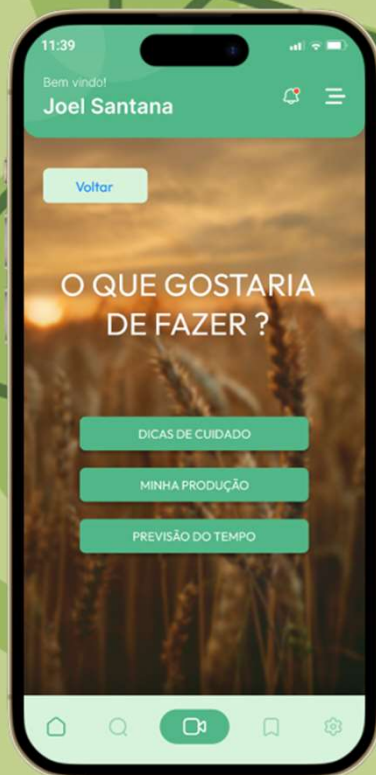 11:39
Bem vindo!
Joel Santana
Voltar
O QUE GOSTARIA
DE FAZER ?
DICAS DE CUIDADO
MINHA PRODUÇÃO
PREVISÃO DO TEMPO